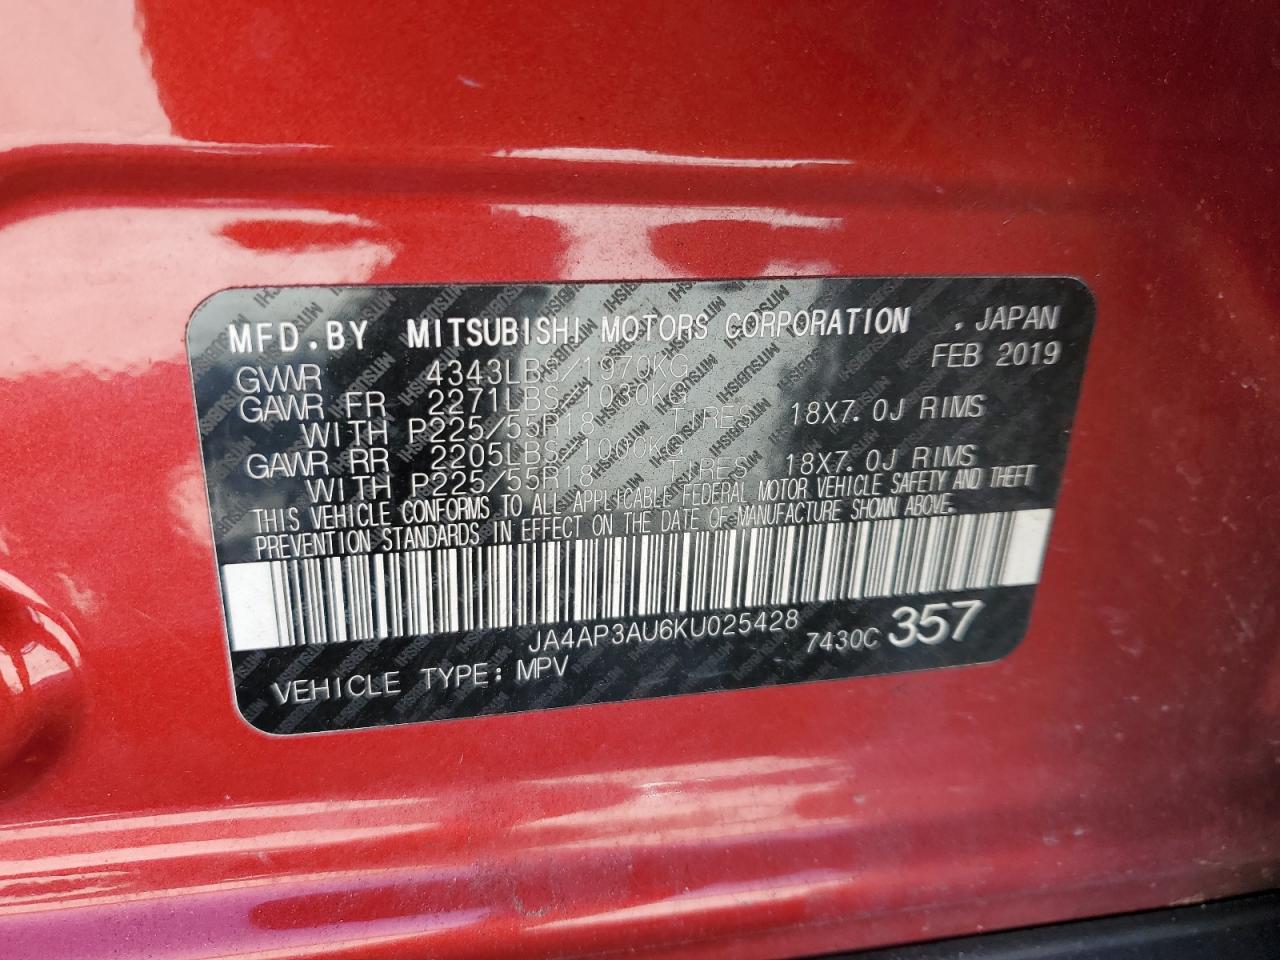 MFD.BY MITSUBISHI MOTORS CORPORATION , JAPAN
FEB 2019
GVWR 4343LBS/1970KG
GAWR FR 2271LBS/1030KG
WITH P225/55R18 TIRES 18X7.0J RIMS
GAWR RR 2205LBS/1000KG
WITH P225/55R18 TIRES 18X7.0J RIMS
THIS VEHICLE CONFORMS TO ALL APPLICABLE FEDERAL MOTOR VEHICLE SAFETY AND THEFT
PREVENTION STANDARDS IN EFFECT ON THE DATE OF MANUFACTURE SHOWN ABOVE.
JA4AP3AU6KU025428 7430C 357
VEHICLE TYPE: MPV